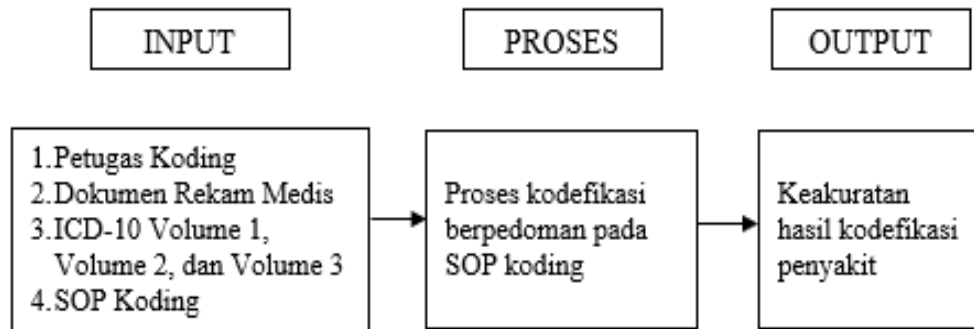 INPUT
PROSES
OUTPUT
1.Petugas Koding
2.Dokumen Rekam Medis
3.ICD-10 Volume 1,
Volume 2, dan Volume 3
4.SOP Koding
Proses kodefikasi
berpedoman pada
SOP koding
Keakuratan
hasil kodefikasi
penyakit